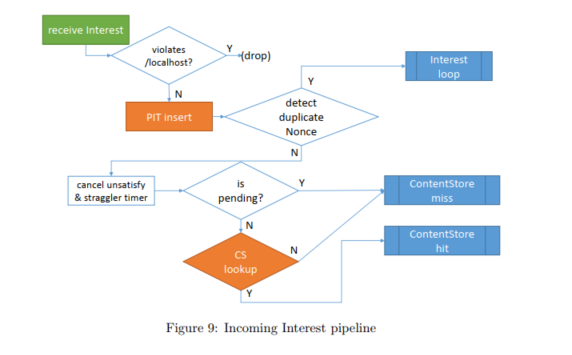 receive Interest
violates
/localhost?
Y
(drop)
N
Interest
loop
Y
PIT insert
detect
duplicate
Nonce
N
cancel unsatisfy
& straggler timer
is
pending?
Y
ContentStore
miss
N
CS
lookup
N
ContentStore
hit
Y
Figure 9: Incoming Interest pipeline